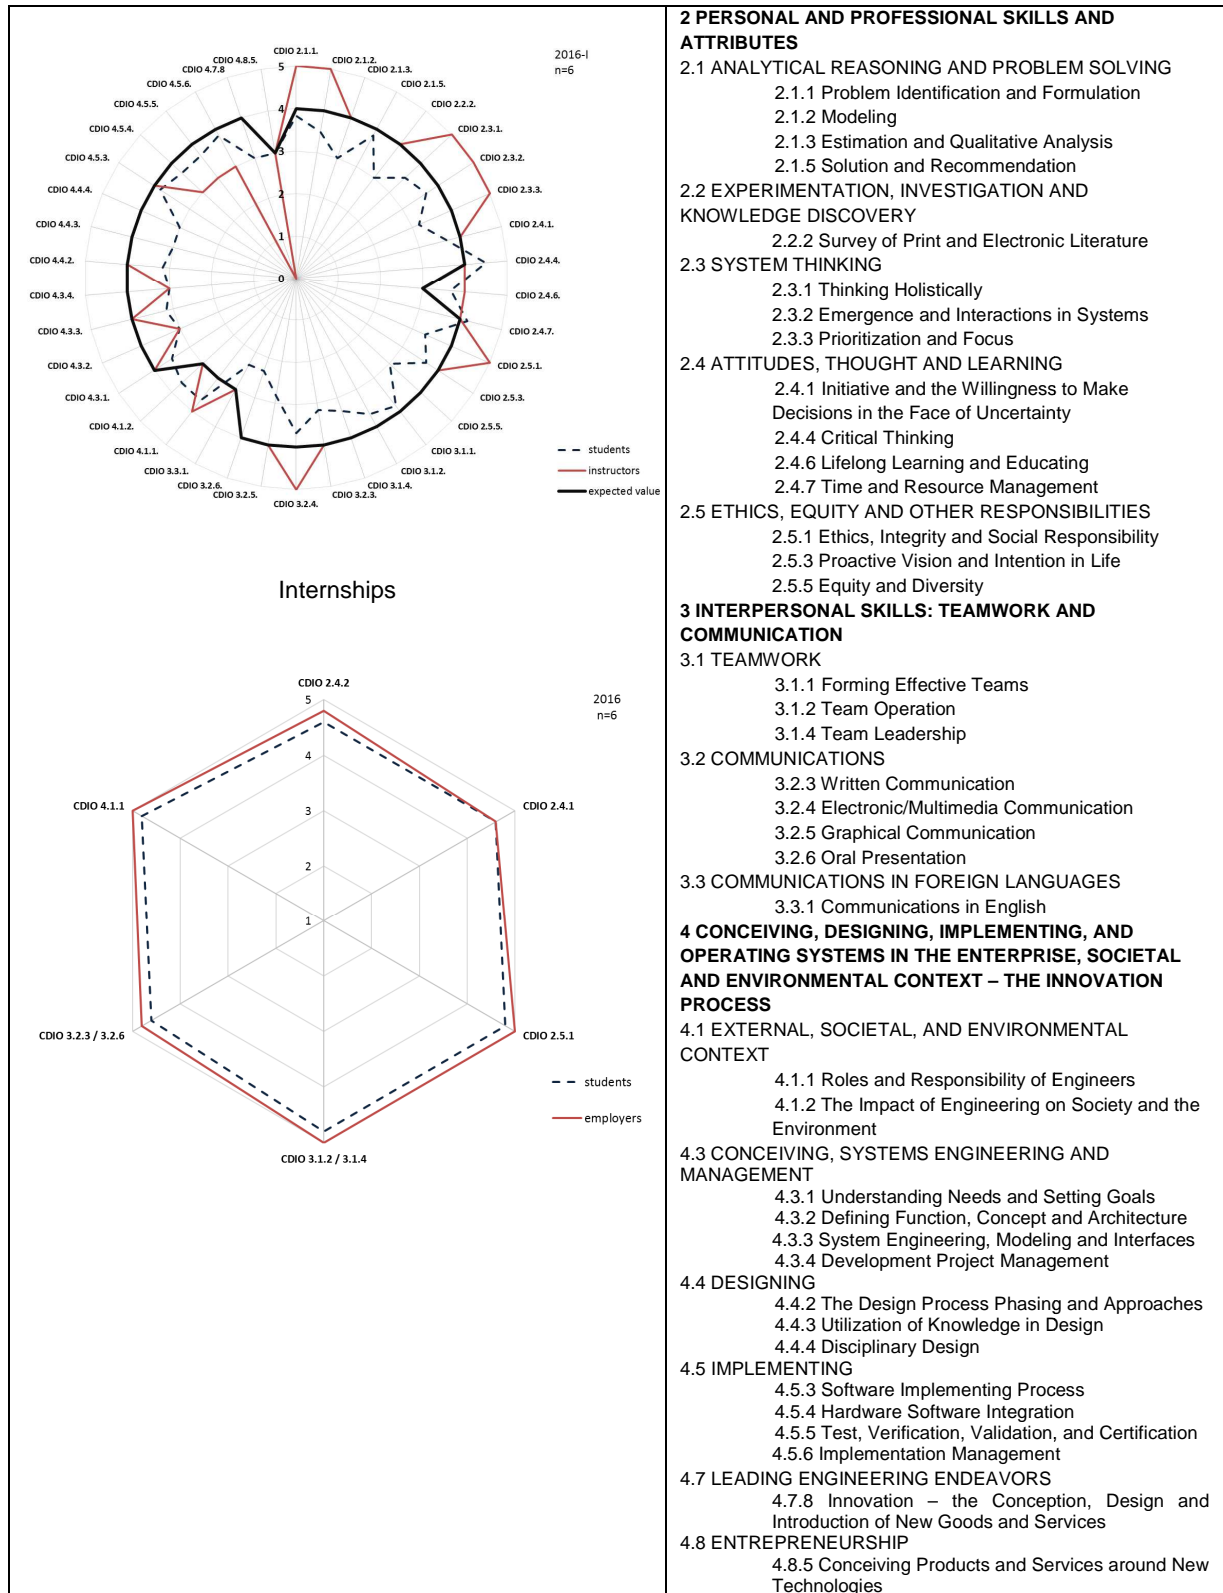 CDIO 2.1.1.
CDIO 2.1.2.
CDIO 2.1.3.
CDIO 2.1.5.
CDIO 2.2.2.
CDIO 2.3.1.
CDIO 2.3.2.
CDIO 2.3.3.
CDIO 2.4.1.
CDIO 2.4.4.
CDIO 2.4.6.
CDIO 2.4.7.
CDIO 2.5.1.
CDIO 2.5.3.
CDIO 2.5.5.
CDIO 3.1.1.
CDIO 3.1.2.
CDIO 3.1.4.
CDIO 3.2.3.
CDIO 3.2.4.
CDIO 3.2.5.
CDIO 3.2.6.
CDIO 3.3.1.
CDIO 4.1.1.
CDIO 4.1.2.
CDIO 4.3.1.
CDIO 4.3.2.
CDIO 4.3.3.
CDIO 4.3.4.
CDIO 4.4.2.
CDIO 4.4.3.
CDIO 4.4.4.
CDIO 4.5.3.
CDIO 4.5.4.
CDIO 4.5.5.
CDIO 4.5.6.
CDIO 4.7.8
CDIO 4.8.5.
5
4
3
2
1
0
2016-I
n=6
students
instructors
expected value
Internships
CDIO 2.4.2
CDIO 2.4.1
CDIO 2.5.1
CDIO 3.1.2 / 3.1.4
CDIO 3.2.3 / 3.2.6
CDIO 4.1.1
5
4
3
2
1
2016
n=6
students
employers
2 PERSONAL AND PROFESSIONAL SKILLS AND
ATTRIBUTES
2.1 ANALYTICAL REASONING AND PROBLEM SOLVING
2.1.1 Problem Identification and Formulation
2.1.2 Modeling
2.1.3 Estimation and Qualitative Analysis
2.1.5 Solution and Recommendation
2.2 EXPERIMENTATION, INVESTIGATION AND
KNOWLEDGE DISCOVERY
2.2.2 Survey of Print and Electronic Literature
2.3 SYSTEM THINKING
2.3.1 Thinking Holistically
2.3.2 Emergence and Interactions in Systems
2.3.3 Prioritization and Focus
2.4 ATTITUDES, THOUGHT AND LEARNING
2.4.1 Initiative and the Willingness to Make
Decisions in the Face of Uncertainty
2.4.4 Critical Thinking
2.4.6 Lifelong Learning and Educating
2.4.7 Time and Resource Management
2.5 ETHICS, EQUITY AND OTHER RESPONSIBILITIES
2.5.1 Ethics, Integrity and Social Responsibility
2.5.3 Proactive Vision and Intention in Life
2.5.5 Equity and Diversity
3 INTERPERSONAL SKILLS: TEAMWORK AND
COMMUNICATION
3.1 TEAMWORK
3.1.1 Forming Effective Teams
3.1.2 Team Operation
3.1.4 Team Leadership
3.2 COMMUNICATIONS
3.2.3 Written Communication
3.2.4 Electronic/Multimedia Communication
3.2.5 Graphical Communication
3.2.6 Oral Presentation
3.3 COMMUNICATIONS IN FOREIGN LANGUAGES
3.3.1 Communications in English
4 CONCEIVING, DESIGNING, IMPLEMENTING, AND
OPERATING SYSTEMS IN THE ENTERPRISE, SOCIETAL
AND ENVIRONMENTAL CONTEXT – THE INNOVATION
PROCESS
4.1 EXTERNAL, SOCIETAL, AND ENVIRONMENTAL
CONTEXT
4.1.1 Roles and Responsibility of Engineers
4.1.2 The Impact of Engineering on Society and the
Environment
4.3 CONCEIVING, SYSTEMS ENGINEERING AND
MANAGEMENT
4.3.1 Understanding Needs and Setting Goals
4.3.2 Defining Function, Concept and Architecture
4.3.3 System Engineering, Modeling and Interfaces
4.3.4 Development Project Management
4.4 DESIGNING
4.4.2 The Design Process Phasing and Approaches
4.4.3 Utilization of Knowledge in Design
4.4.4 Disciplinary Design
4.5 IMPLEMENTING
4.5.3 Software Implementing Process
4.5.4 Hardware Software Integration
4.5.5 Test, Verification, Validation, and Certification
4.5.6 Implementation Management
4.7 LEADING ENGINEERING ENDEAVORS
4.7.8 Innovation – the Conception, Design and
Introduction of New Goods and Services
4.8 ENTREPRENEURSHIP
4.8.5 Conceiving Products and Services around New
Technologies